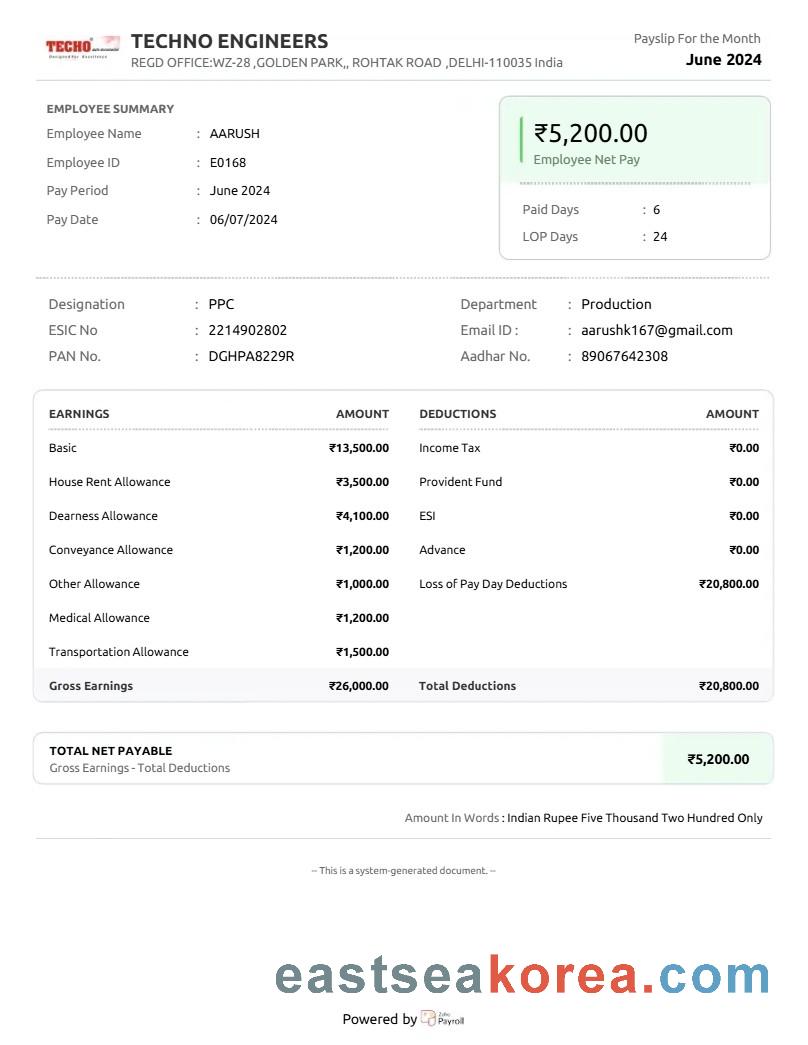 TECHO
Designed For Excellence
TECHNO ENGINEERS
REGD OFFICE:WZ-28 ,GOLDEN PARK,, ROHTAK ROAD ,DELHI-110035 India
Payslip For the Month
June 2024
EMPLOYEE SUMMARY
Employee Name : AARUSH
Employee ID : E0168
Pay Period : June 2024
Pay Date : 06/07/2024
₹5,200.00
Employee Net Pay
Paid Days : 6
LOP Days : 24
Designation : PPC Department : Production
ESIC No : 2214902802 Email ID : : aarushk167@gmail.com
PAN No. : DGHPA8229R Aadhar No. : 89067642308
EARNINGS AMOUNT DEDUCTIONS AMOUNT
Basic ₹13,500.00 Income Tax ₹0.00
House Rent Allowance ₹3,500.00 Provident Fund ₹0.00
Dearness Allowance ₹4,100.00 ESI ₹0.00
Conveyance Allowance ₹1,200.00 Advance ₹0.00
Other Allowance ₹1,000.00 Loss of Pay Day Deductions ₹20,800.00
Medical Allowance ₹1,200.00
Transportation Allowance ₹1,500.00
Gross Earnings ₹26,000.00 Total Deductions ₹20,800.00
TOTAL NET PAYABLE
Gross Earnings - Total Deductions
₹5,200.00
Amount In Words : Indian Rupee Five Thousand Two Hundred Only
-- This is a system-generated document. --
eastseakorea.com
Powered by Zoho Payroll